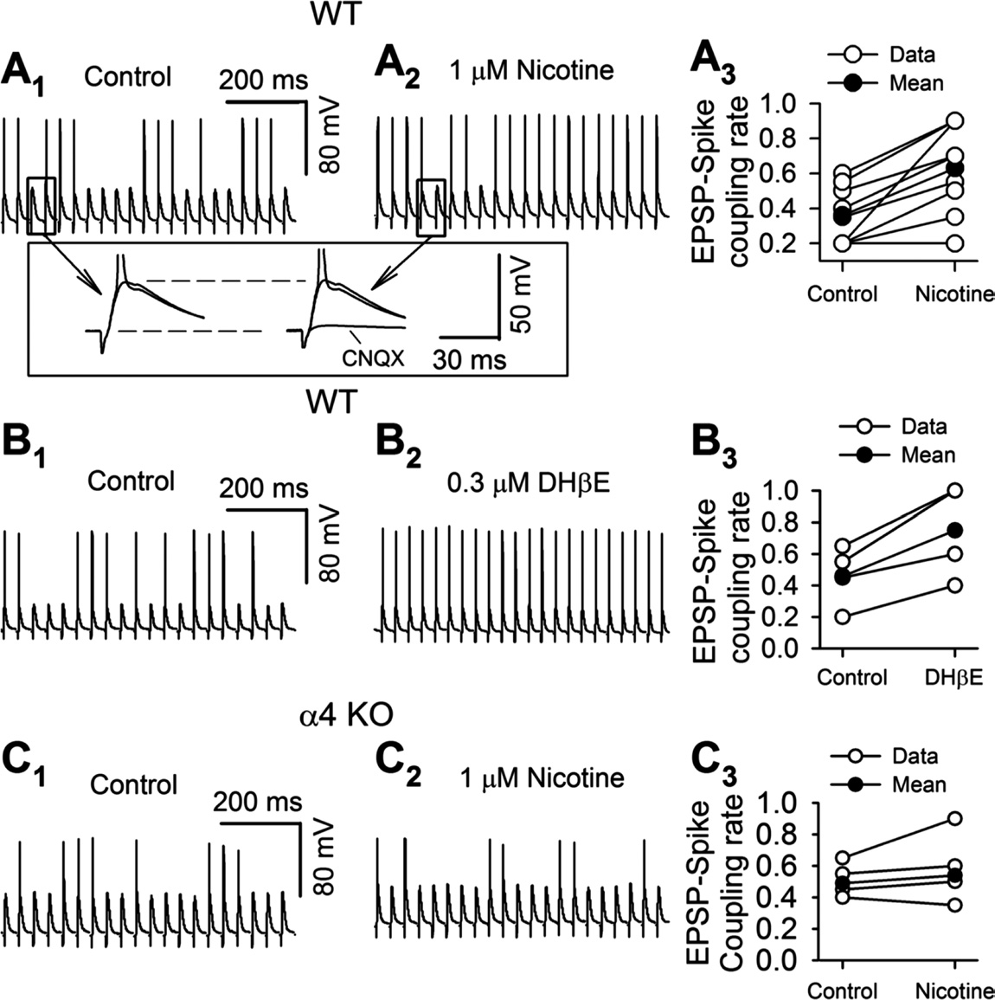 WT
A1 Control 200 ms 80 mV
A2 1 μM Nicotine
A3 Data
Mean
EPSP-Spike
coupling rate
1.0
0.8
0.6
0.4
0.2
Control Nicotine
CNQX
50 mV
30 ms
WT
B1 Control 200 ms 80 mV
B2 0.3 μM DHβE
B3 Data
Mean
EPSP-Spike
coupling rate
1.0
0.8
0.6
0.4
0.2
0.0
Control DHβE
α4 KO
C1 Control 200 ms 80 mV
C2 1 μM Nicotine
C3 Data
Mean
EPSP-Spike
Coupling rate
1.0
0.8
0.6
0.4
0.2
0.0
Control Nicotine